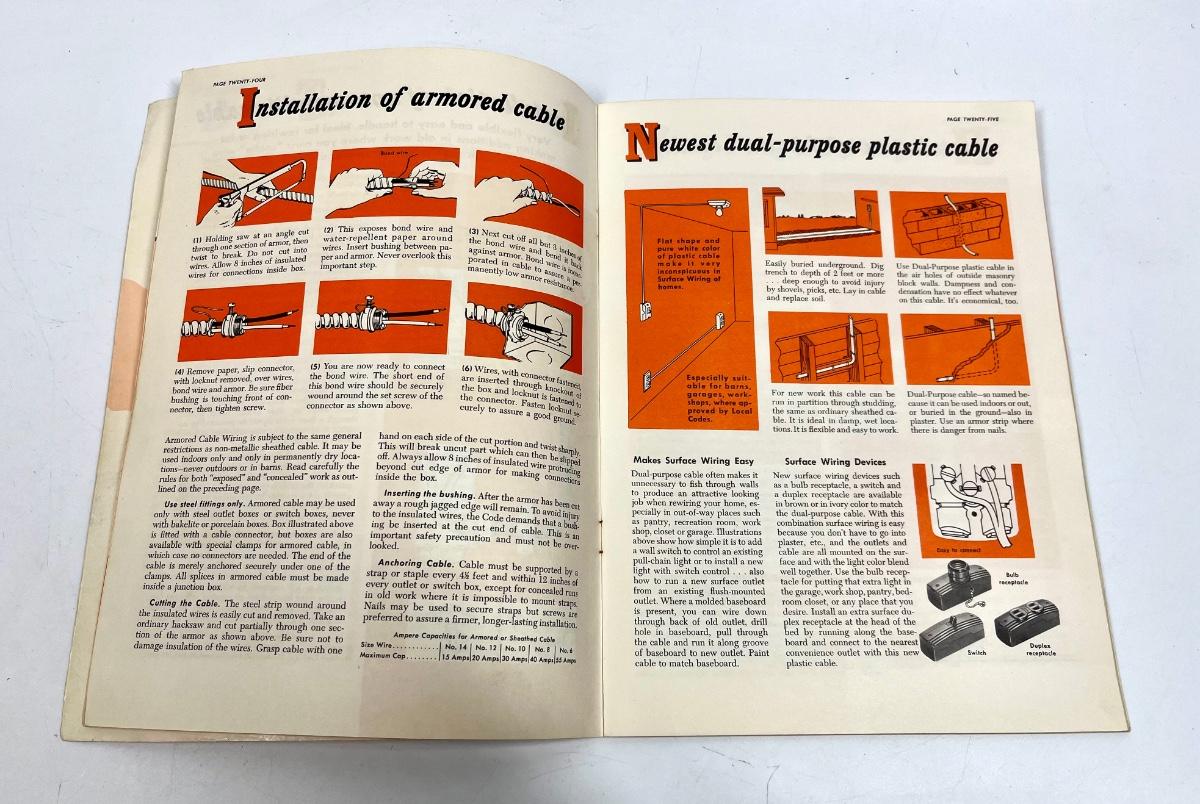 PAGE TWENTY-FOUR
Installation of armored cable
Bond wire
(1) Holding saw at an angle cut
through one section of armor, then
twist to break. Do not cut into
wires. Allow 8 inches of insulated
wires for connections inside box.
(2) This exposes bond wire and
water-repellent paper around
wires. Insert bushing between pa-
per and armor. Never overlook this
important step.
(3) Next cut off all but 3 inches of
the bond wire and bend it back
against armor. Bond wire is incor-
porated in cable to assure a per-
manently low armor resistance.
(4) Remove paper, slip connector,
with locknut removed, over wires,
bond wire and armor. Be sure fiber
bushing is touching front of con-
nector, then tighten screw.
(5) You are now ready to connect
the bond wire. The short end of
this bond wire should be securely
wound around the set screw of the
connector as shown above.
(6) Wires, with connector fastened,
are inserted through knockout of
the box and locknut is fastened to
the connector. Fasten locknut se-
curely to assure a good ground.
Armored Cable Wiring is subject to the same general
restrictions as non-metallic sheathed cable. It may be
used indoors only and only in permanently dry loca-
tions—never outdoors or in barns. Read carefully the
rules for both "exposed" and "concealed" work as out-
lined on the preceding page.
Use steel fittings only. Armored cable may be used
only with steel outlet boxes or switch boxes, never
with bakelite or porcelain boxes. Box illustrated above
is fitted with a cable connector, but boxes are also
available with special clamps for armored cable, in
which case no connectors are needed. The end of the
cable is merely anchored securely under one of the
clamps. All splices in armored cable must be made
inside a junction box.
Cutting the Cable. The steel strip wound around
the insulated wires is easily cut and removed. Take an
ordinary hacksaw and cut partially through one sec-
tion of the armor as shown above. Be sure not to
damage insulation of the wires. Grasp cable with one
hand on each side of the cut portion and twist sharply.
This will break uncut part which can then be slipped
off. Always allow 8 inches of insulated wire protruding
beyond cut edge of armor for making connections
inside the box.
Inserting the bushing. After the armor has been cut
away a rough jagged edge will remain. To avoid injury
to the insulated wires, the Code demands that a bush-
ing be inserted at the cut end of cable. This is an
important safety precaution and must not be over-
looked.
Anchoring Cable. Cable must be supported by a
strap or staple every 4½ feet and within 12 inches of
every outlet or switch box, except for concealed runs
in old work where it is impossible to mount straps.
Nails may be used to secure straps but screws are
preferred to assure a firmer, longer-lasting installation.
Ampere Capacities for Armored or Sheathed Cable
Size Wire............ No. 14 No. 12 No. 10 No. 8 No. 6
Maximum Cap........ 15 Amps 20 Amps 30 Amps 40 Amps 55 Amps
PAGE TWENTY-FIVE
Newest dual-purpose plastic cable
Flat shape and
pure white color
of plastic cable
make it very
inconspicuous in
Surface Wiring of
homes.
Especially suit-
able for barns,
garages, work-
shops, where ap-
proved by Local
Codes.
Easily buried underground. Dig
trench to depth of 2 feet or more
. . . deep enough to avoid injury
by shovels, picks, etc. Lay in cable
and replace soil.
Use Dual-Purpose plastic cable in
the air holes of outside masonry
block walls. Dampness and con-
densation have no effect whatever
on this cable. It's economical, too.
For new work this cable can be
run in partition through studding,
the same as ordinary sheathed ca-
ble. It is ideal in damp, wet loca-
tions. It is flexible and easy to work.
Dual-Purpose cable—so named be-
cause it can be used indoors or out,
or buried in the ground—also in
plaster. Use an armor strip where
there is danger from nails.
Makes Surface Wiring Easy
Dual-purpose cable often makes it
unnecessary to fish through walls
to produce an attractive looking
job when rewiring your home, es-
pecially in out-of-way places such
as pantry, recreation room, work
shop, closet or garage. Illustrations
above show how simple it is to add
a wall switch to control an existing
pull-chain light or to install a new
light with switch control . . . also
how to run a new surface outlet
from an existing flush-mounted
outlet. Where a molded baseboard
is present, you can wire down
through back of old outlet, drill
hole in baseboard, pull through
the cable and run it along groove
of baseboard to new outlet. Paint
cable to match baseboard.
Surface Wiring Devices
New surface wiring devices such
as a bulb receptacle, a switch and
a duplex receptacle are available
in brown or in ivory color to match
the dual-purpose cable. With this
combination surface wiring is easy
because you don't have to go into
plaster, etc., and the outlets and
cable are all mounted on the sur-
face and with the light color blend
well together. Use the bulb recep-
tacle for putting that extra light in
the garage, work shop, pantry, bed-
room closet, or any place that you
desire. Install an extra surface du-
plex receptacle at the head of the
bed by running along the base-
board and connect to the nearest
convenience outlet with this new
plastic cable.
Easy to connect
Bulb
receptacle
Switch
Duplex
receptacle